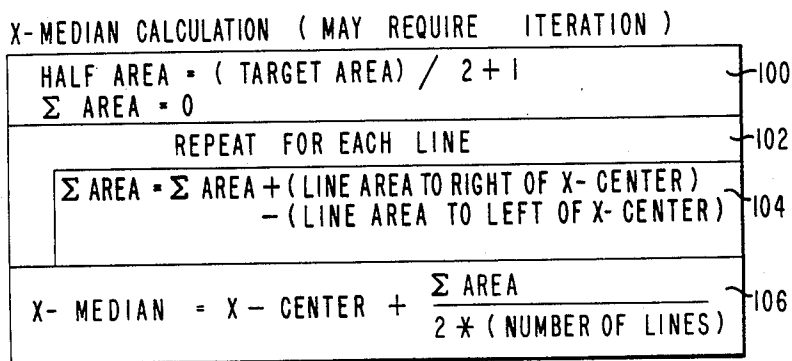 X-MEDIAN CALCULATION ( MAY REQUIRE ITERATION )
HALF AREA = ( TARGET AREA) / 2 + 1
Σ AREA = 0
100
REPEAT FOR EACH LINE
102
Σ AREA = Σ AREA + ( LINE AREA TO RIGHT OF X- CENTER )
- ( LINE AREA TO LEFT OF X- CENTER )
104
X- MEDIAN = X - CENTER + Σ AREA
2 * ( NUMBER OF LINES)
106